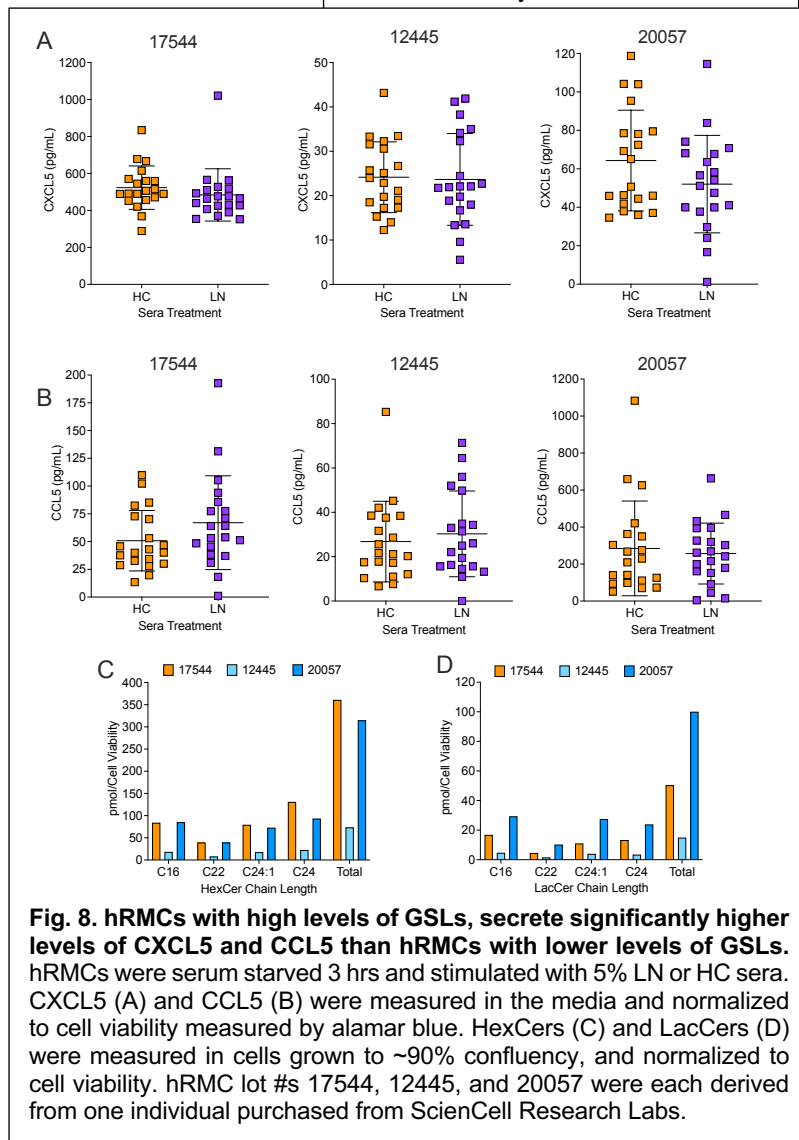 A
17544
12445
20057
1200
1000
800
600
400
200
0
CXCL5 (pg/mL)
HC
LN
Sera Treatment
50
40
30
20
10
0
CXCL5 (pg/mL)
HC
LN
Sera Treatment
120
100
80
60
40
20
0
CXCL5 (pg/mL)
HC
LN
Sera Treatment
B
17544
12445
20057
200
175
150
125
100
75
50
25
0
CCL5 (pg/mL)
HC
LN
Sera Treatment
100
80
60
40
20
0
CCL5 (pg/mL)
HC
LN
Sera Treatment
1200
1000
800
600
400
200
0
CCL5 (pg/mL)
HC
LN
Sera Treatment
C
17544 12445 20057
400
350
300
150
100
50
0
pmol/Cell Viability
C16 C22 C24:1 C24 Total
HexCer Chain Length
D
17544 12445 20057
120
100
80
60
40
20
0
pmol/Cell Viability
C16 C22 C24:1 C24 Total
LacCer Chain Length
Fig. 8. hRMCs with high levels of GSLs, secrete significantly higher
levels of CXCL5 and CCL5 than hRMCs with lower levels of GSLs.
hRMCs were serum starved 3 hrs and stimulated with 5% LN or HC sera.
CXCL5 (A) and CCL5 (B) were measured in the media and normalized
to cell viability measured by alamar blue. HexCers (C) and LacCers (D)
were measured in cells grown to ~90% confluency, and normalized to
cell viability. hRMC lot #s 17544, 12445, and 20057 were each derived
from one individual purchased from ScienCell Research Labs.